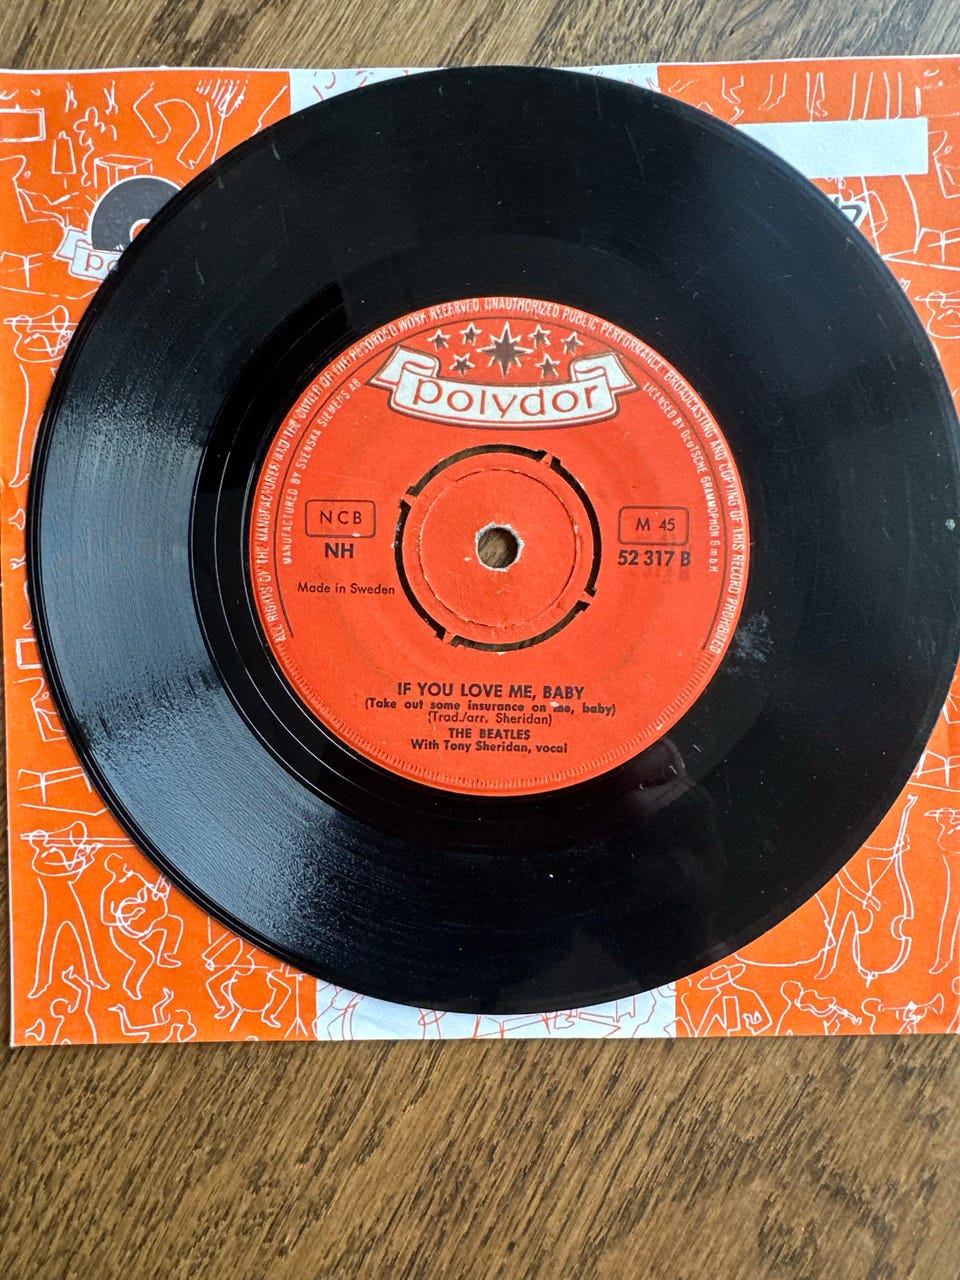 ALL RIGHTS OF THE MANUFACTURER AND THE OWNER OF THE RECORDED WORK RESERVED UNAUTHORIZED PUBLIC PERFORMANCE BROADCASTING AND COPYING OF THIS RECORD PROHIBITED
polydor
MANUFACTURED BY SVENSKA SIEMENS AB
LICENSED BY DEUTSCHE GRAMMOPHON GmbH
NCB
M 45
NH
52 317 B
Made in Sweden
IF YOU LOVE ME, BABY
(Take out some insurance on me, baby)
(Trad./arr. Sheridan)
THE BEATLES
With Tony Sheridan, vocal